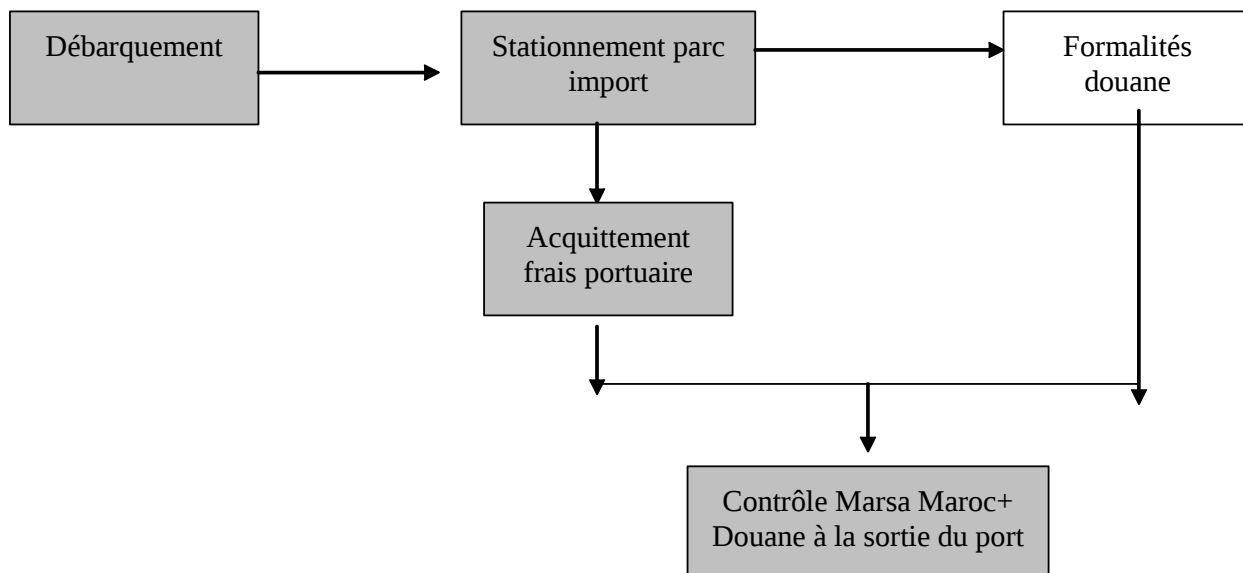 Débarquement
Stationnement parc
import
Formalités
douane
Acquittement
frais portuaire
Contrôle Marsa Maroc+
Douane à la sortie du port